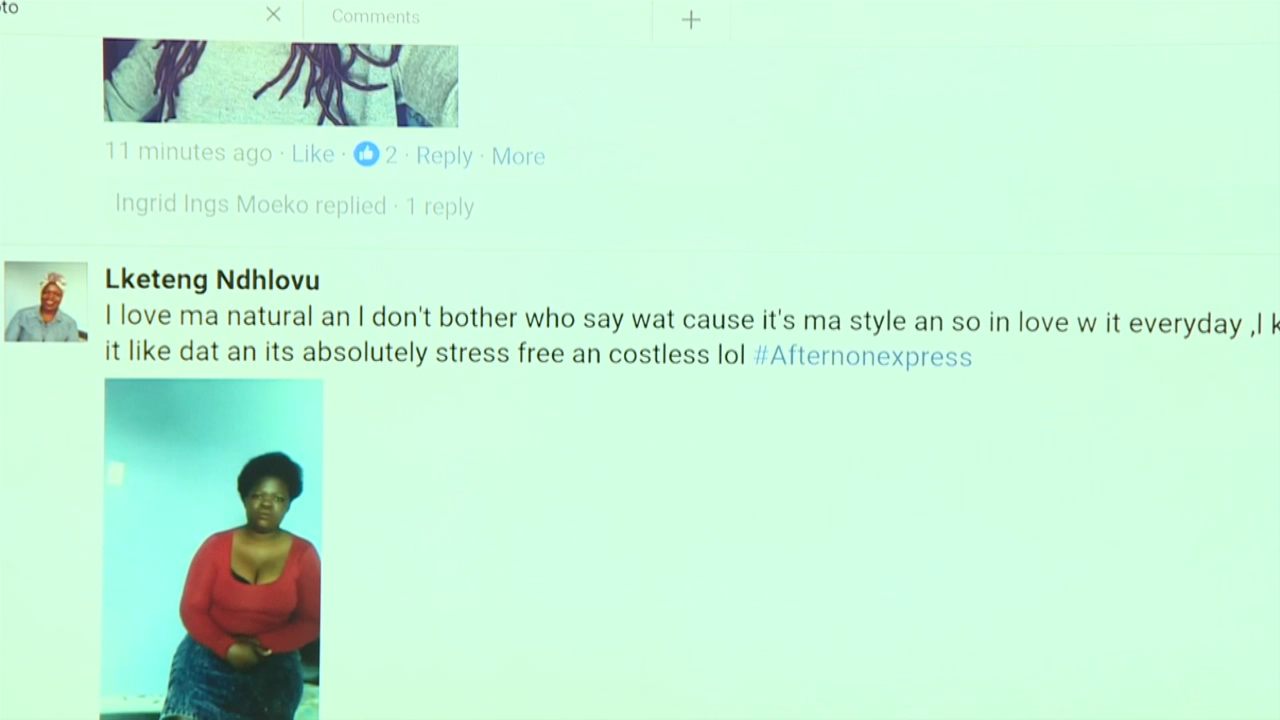 to
Comments
11 minutes ago · Like · 2 · Reply · More
Ingrid Ings Moeko replied · 1 reply
Lketeng Ndhlovu
I love ma natural an I don't bother who say wat cause it's ma style an so in love w it everyday ,I k
it like dat an its absolutely stress free an costless lol #Afternonexpress